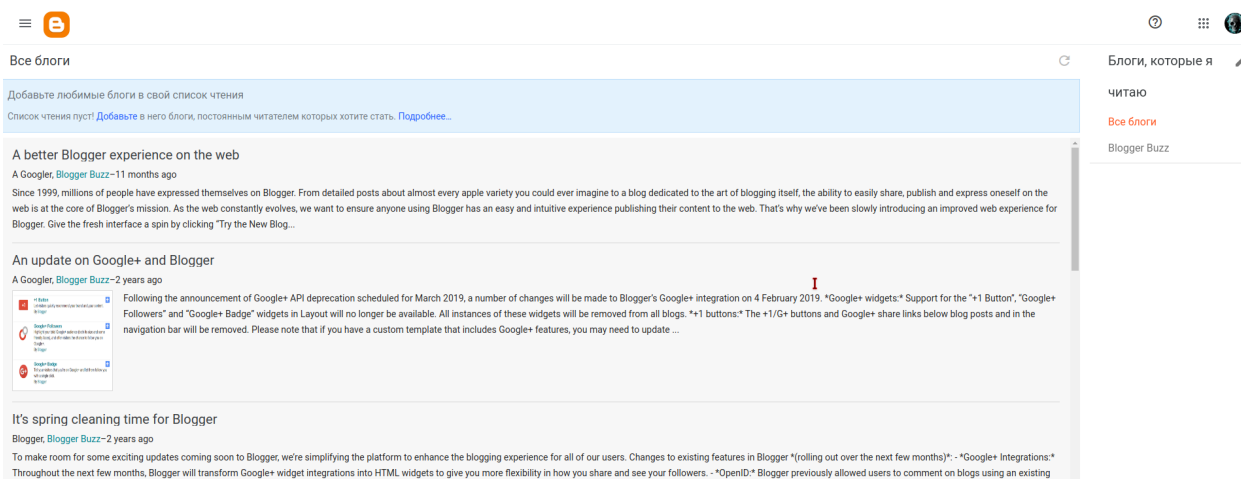 Все блоги
Добавьте любимые блоги в свой список чтения
Список чтения пуст! Добавьте в него блоги, постоянным читателем которых хотите стать. Подробнее...
A better Blogger experience on the web
A Googler, Blogger Buzz–11 months ago
Since 1999, millions of people have expressed themselves on Blogger. From detailed posts about almost every apple variety you could ever imagine to a blog dedicated to the art of blogging itself, the ability to easily share, publish and express oneself on the
web is at the core of Blogger's mission. As the web constantly evolves, we want to ensure anyone using Blogger has an easy and intuitive experience publishing their content to the web. That's why we've been slowly introducing an improved web experience for
Blogger. Give the fresh interface a spin by clicking "Try the New Blog...
An update on Google+ and Blogger
A Googler, Blogger Buzz–2 years ago
+1 Button
Google+ Followers
Google+ Badge
Following the announcement of Google+ API deprecation scheduled for March 2019, a number of changes will be made to Blogger's Google+ integration on 4 February 2019. *Google+ widgets:* Support for the "+1 Button", "Google+
Followers" and "Google+ Badge" widgets in Layout will no longer be available. All instances of these widgets will be removed from all blogs. *+1 buttons:* The +1/G+ buttons and Google+ share links below blog posts and in the
navigation bar will be removed. Please note that if you have a custom template that includes Google+ features, you may need to update ...
It's spring cleaning time for Blogger
Blogger, Blogger Buzz–2 years ago
To make room for some exciting updates coming soon to Blogger, we're simplifying the platform to enhance the blogging experience for all of our users. Changes to existing features in Blogger *(rolling out over the next few months)*: - *Google+ Integrations:*
Throughout the next few months, Blogger will transform Google+ widget integrations into HTML widgets to give you more flexibility in how you share and see your followers. - *OpenID:* Blogger previously allowed users to comment on blogs using an existing
Блоги, которые я
читаю
Все блоги
Blogger Buzz